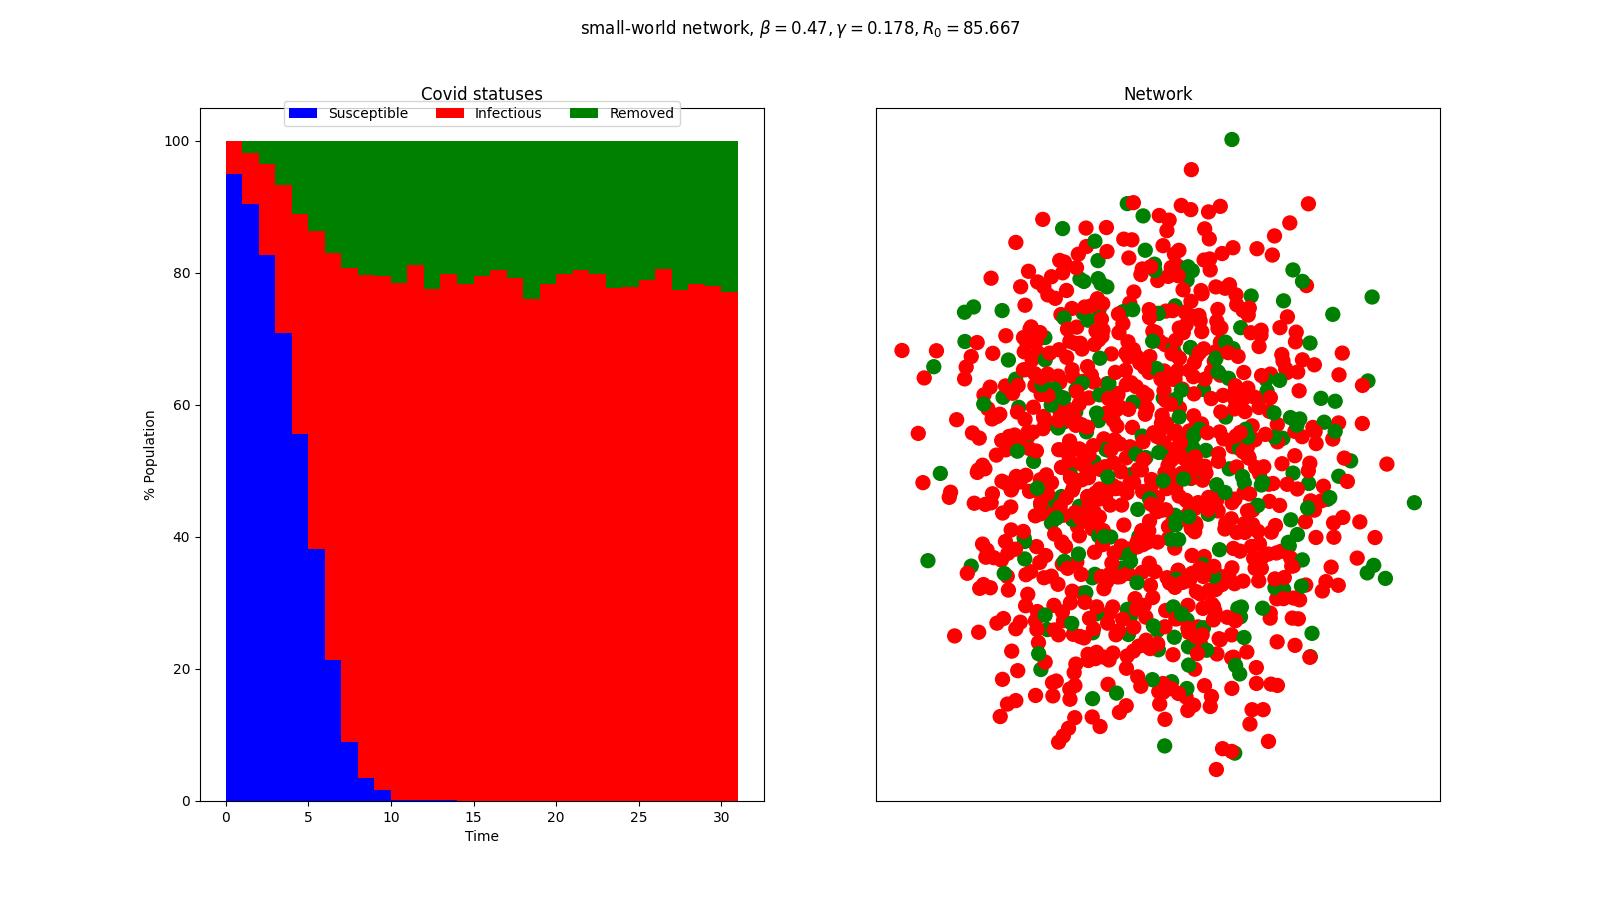 small-world network, β = 0.47, γ = 0.178, R₀ = 85.667
Covid statuses
Susceptible Infectious Removed
100
80
60
40
20
0
% Population
0 5 10 15 20 25 30
Time
Network